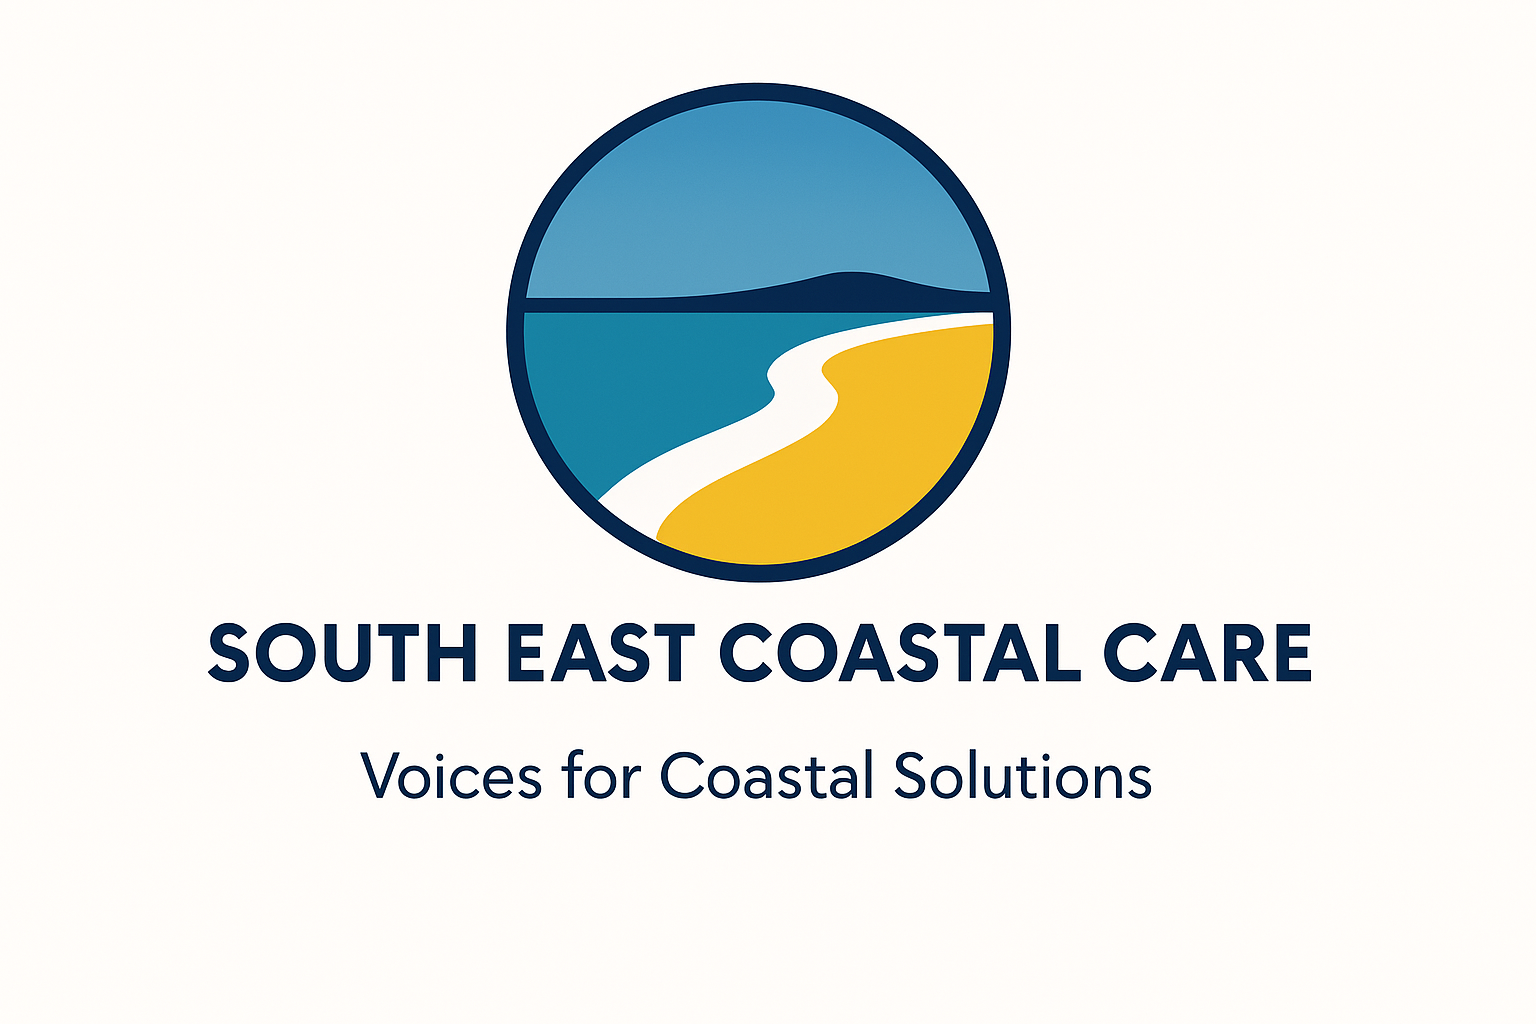 SOUTH EAST COASTAL CARE
Voices for Coastal Solutions